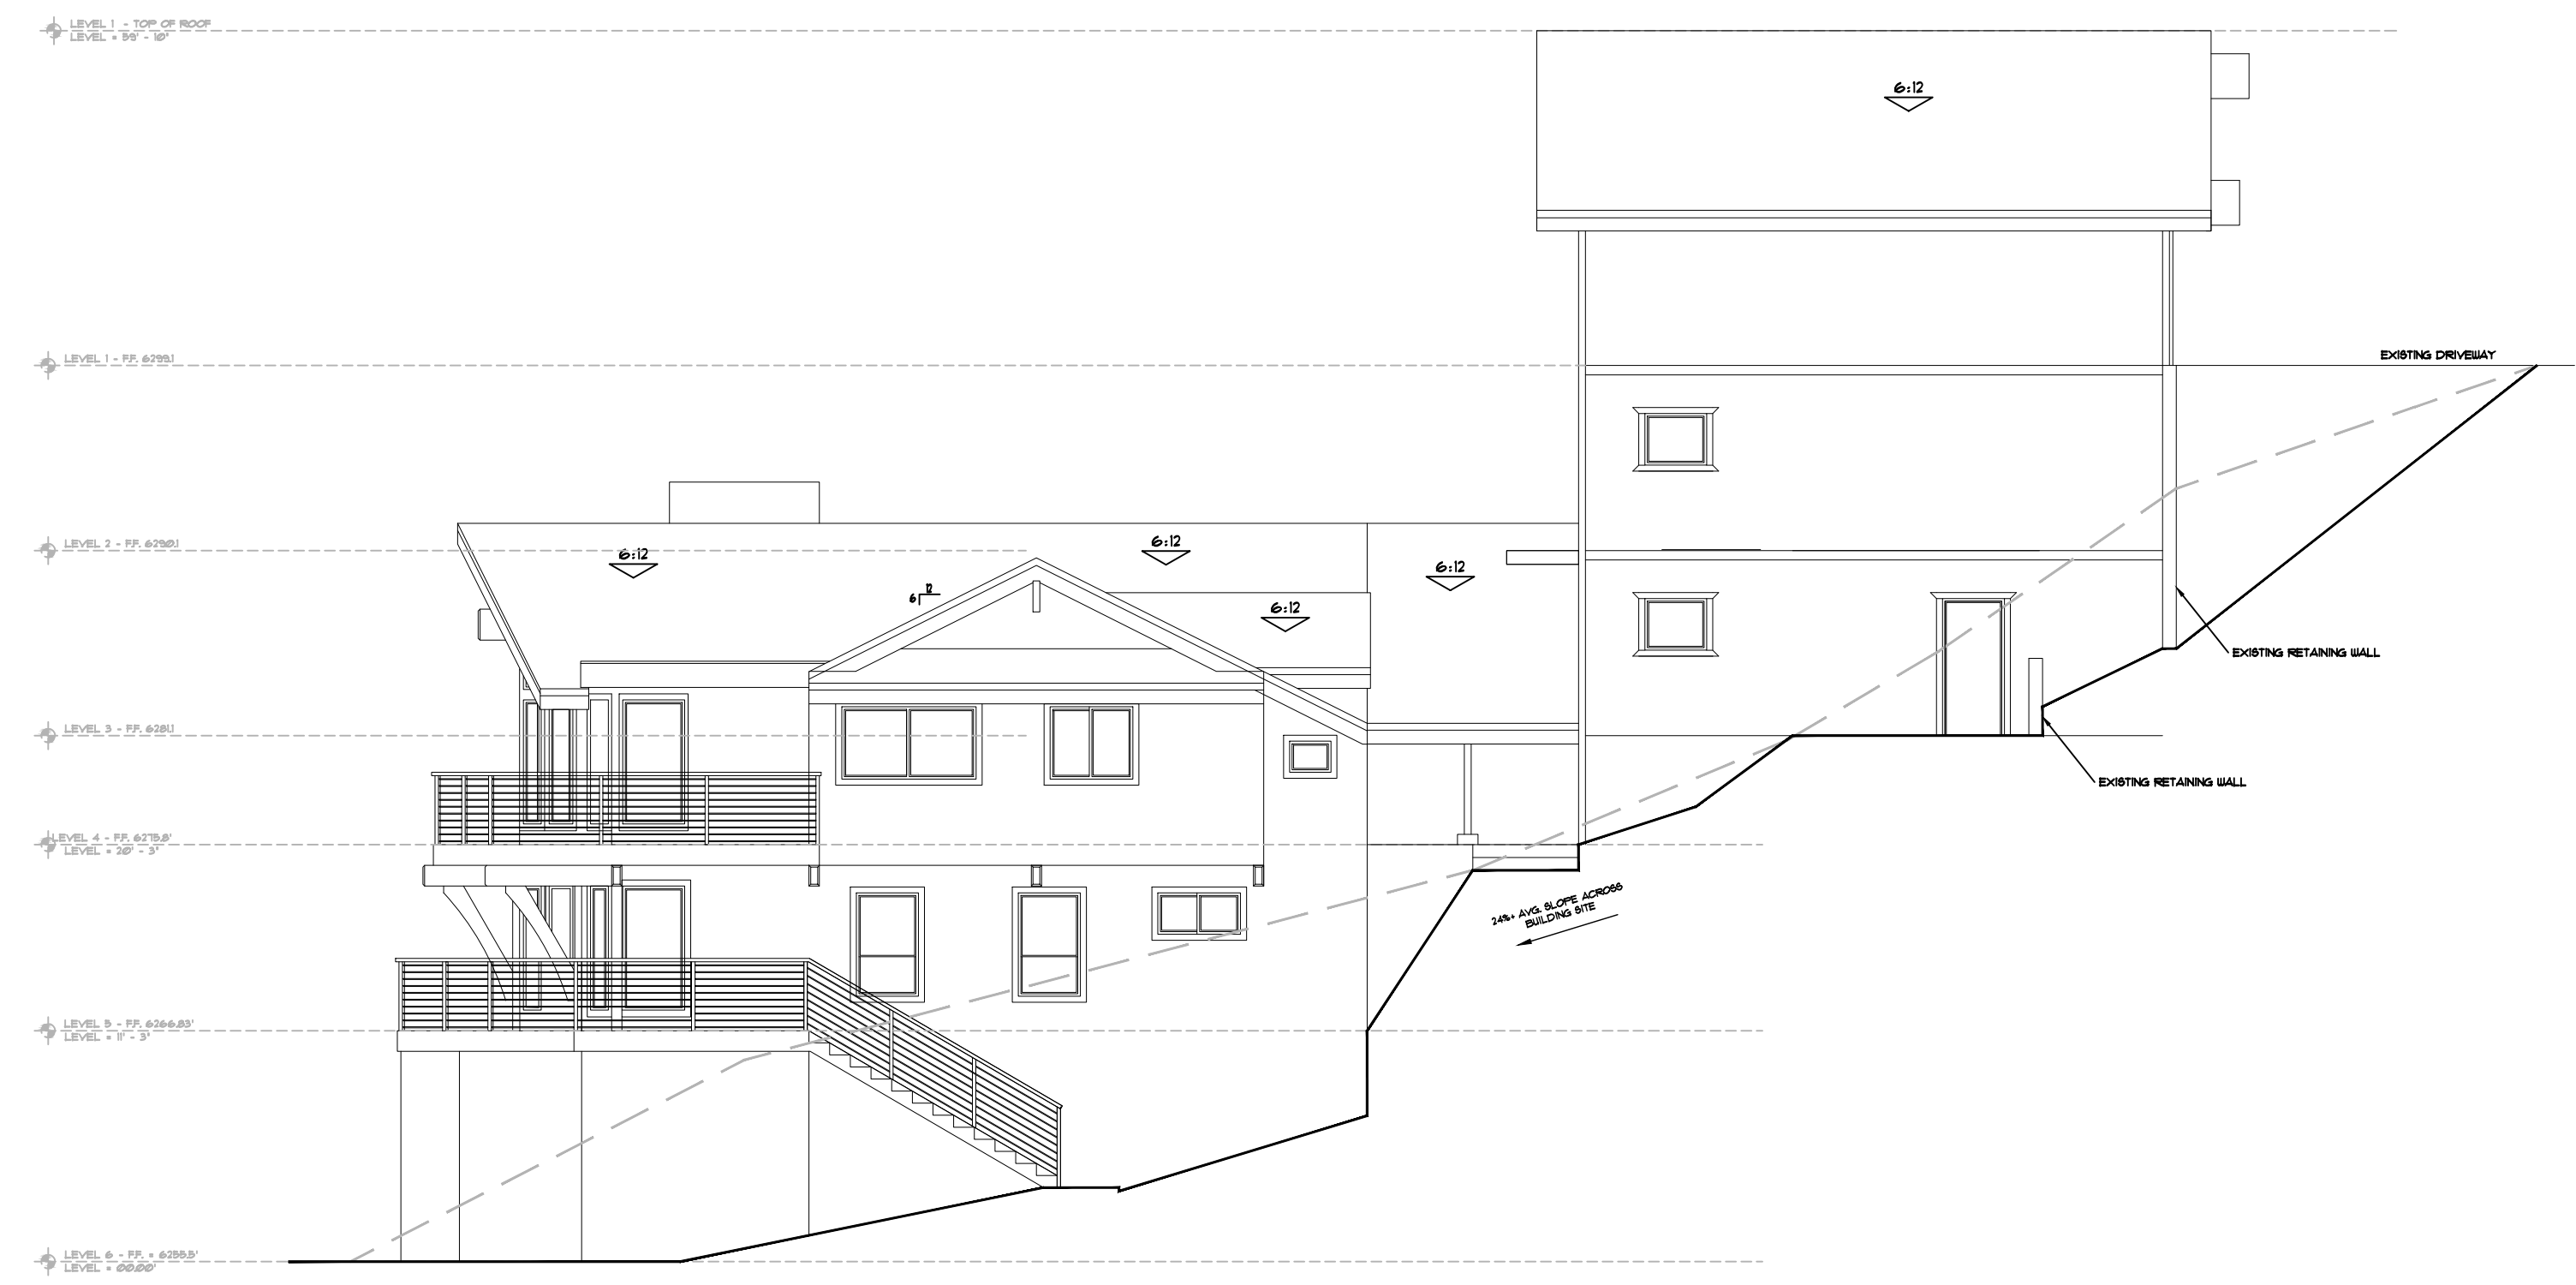 LEVEL 1 - TOP OF ROOF
LEVEL = 59' - 10"
6:12
LEVEL 1 - F.F. 6299.1
EXISTING DRIVEWAY
LEVEL 2 - F.F. 6290.1
6:12
6:12
6:12
12
6
6:12
EXISTING RETAINING WALL
LEVEL 3 - F.F. 6281.1
EXISTING RETAINING WALL
LEVEL 4 - F.F. 6275.8'
LEVEL = 20' - 3"
24%+ AVG. SLOPE ACROSS
BUILDING SITE
LEVEL 5 - F.F. 6266.83'
LEVEL = 11' - 3"
LEVEL 6 - F.F. = 6255.5'
LEVEL = 00.00'